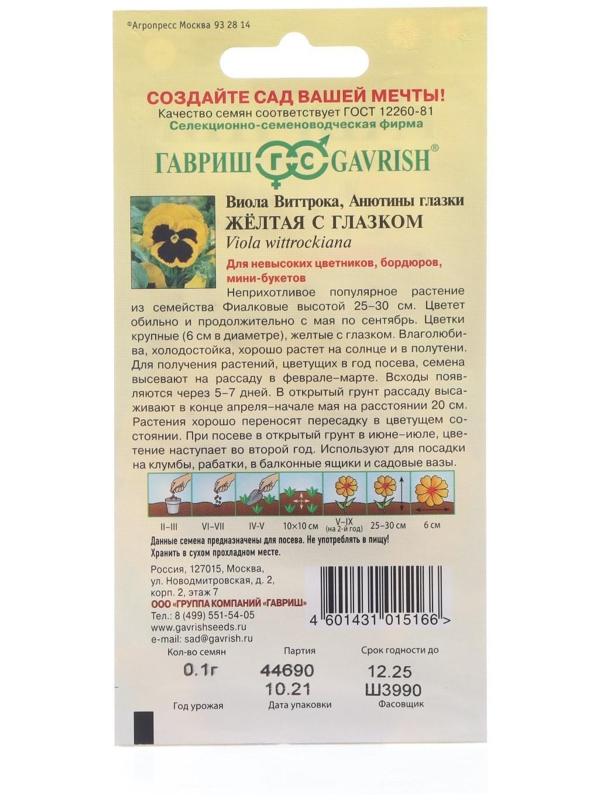 ®Агропресс Москва 93 28 14
СОЗДАЙТЕ САД ВАШЕЙ МЕЧТЫ!
Качество семян соответствует ГОСТ 12260-81
Селекционно-семеноводческая фирма
ГАВРИШ ГС GAVRISH®
Виола Виттрока, Анютины глазки
ЖЁЛТАЯ С ГЛАЗКОМ
Viola wittrockiana
Для невысоких цветников, бордюров,
мини-букетов
Неприхотливое популярное растение
из семейства Фиалковые высотой 25–30 см. Цветет
обильно и продолжительно с мая по сентябрь. Цветки
крупные (6 см в диаметре), желтые с глазком. Влаголюби-
ва, холодостойка, хорошо растет на солнце и в полутени.
Для получения растений, цветущих в год посева, семена
высевают на рассаду в феврале–марте. Всходы появ-
ляются через 5–7 дней. В открытый грунт рассаду выса-
живают в конце апреля–начале мая на расстоянии 20 см.
Растения хорошо переносят пересадку в цветущем со-
стоянии. При посеве в открытый грунт в июне–июле, цве-
тение наступает во второй год. Используют для посадки
на клумбы, рабатки, в балконные ящики и садовые вазы.
II–III VI–VII IV-V 10×10 см V–IX (на 2-й год) 25–30 см 6 см
Данные семена предназначены для посева. Не употреблять в пищу!
Хранить в сухом прохладном месте.
Россия, 127015, Москва,
ул. Новодмитровская, д. 2,
корп. 2, этаж 7
ООО «ГРУППА КОМПАНИЙ «ГАВРИШ»
Тел.: 8 (499) 551-54-05
www.gavrishseeds.ru
e-mail: sad@gavrish.ru
4 601431 015166 >
Кол-во семян Партия Срок годности до
0.1г 44690 12.25
10.21 Ш3990
Год урожая Дата упаковки Фасовщик